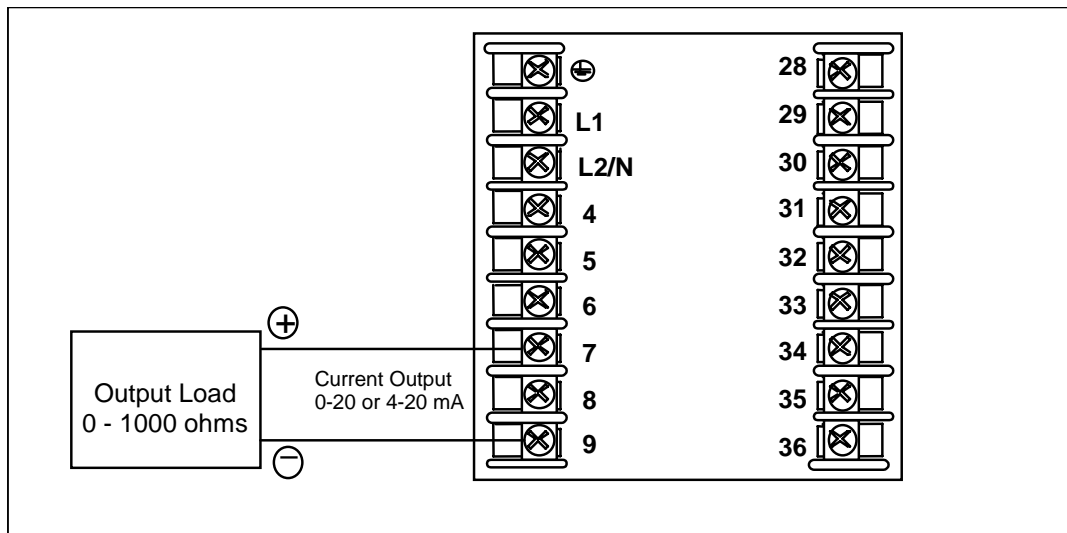 L1
L2/N
4
5
6
7
8
9
28
29
30
31
32
33
34
35
36
+
Output Load
0 - 1000 ohms
–
Current Output
0-20 or 4-20 mA